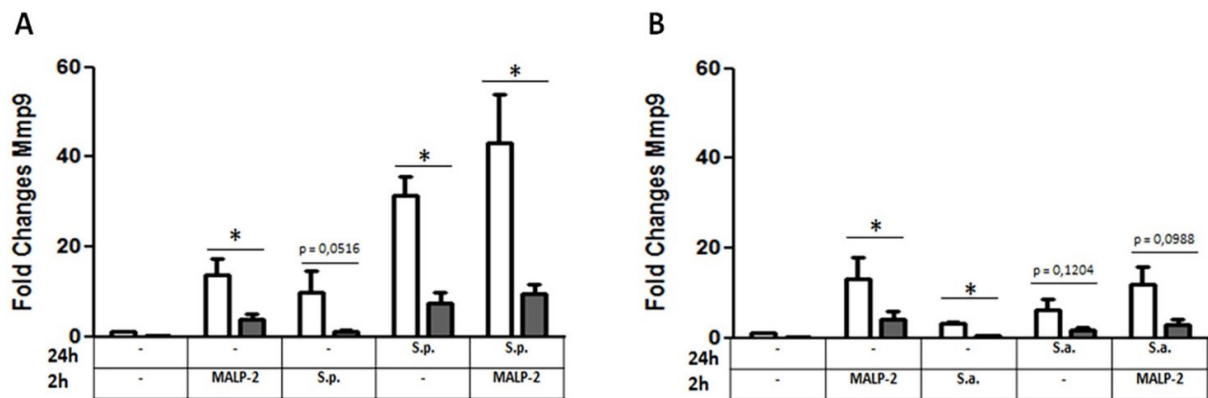 A
Fold Changes Mmp9
60
40
20
0
*
p = 0,0516
*
*
24h - - - S.p. S.p.
2h - MALP-2 S.p. - MALP-2
B
Fold Changes Mmp9
60
40
20
0
*
*
p = 0,1204
p = 0,0988
24h - - - S.a. S.a.
2h - MALP-2 S.a. - MALP-2